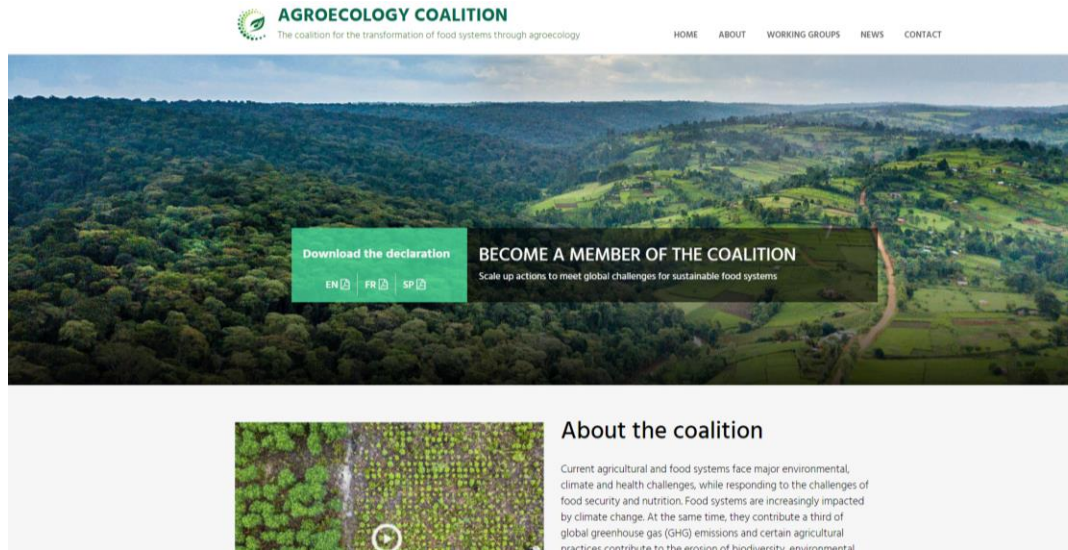 AGROECOLOGY COALITION
The coalition for the transformation of food systems through agroecology
HOME ABOUT WORKING GROUPS NEWS CONTACT
Download the declaration
EN FR SP
BECOME A MEMBER OF THE COALITION
Scale up actions to meet global challenges for sustainable food systems
About the coalition
Current agricultural and food systems face major environmental,
climate and health challenges, while responding to the challenges of
food security and nutrition. Food systems are increasingly impacted
by climate change. At the same time, they contribute a third of
global greenhouse gas (GHG) emissions and certain agricultural
practices contribute to the erosion of biodiversity, environmental